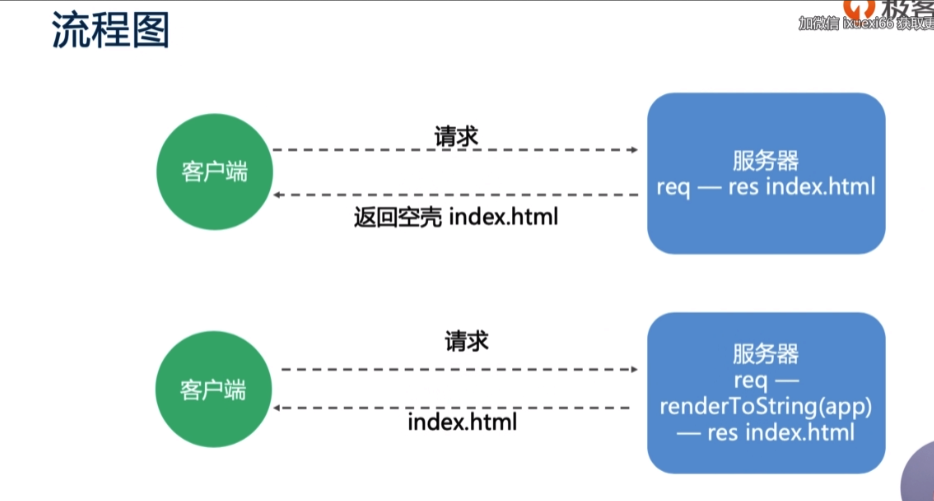 流程图
极客
加微信 ixuexi66 获取更
请求
客户端
服务器
req — res index.html
返回空壳 index.html
请求
客户端
服务器
req —
renderToString(app)
— res index.html
index.html